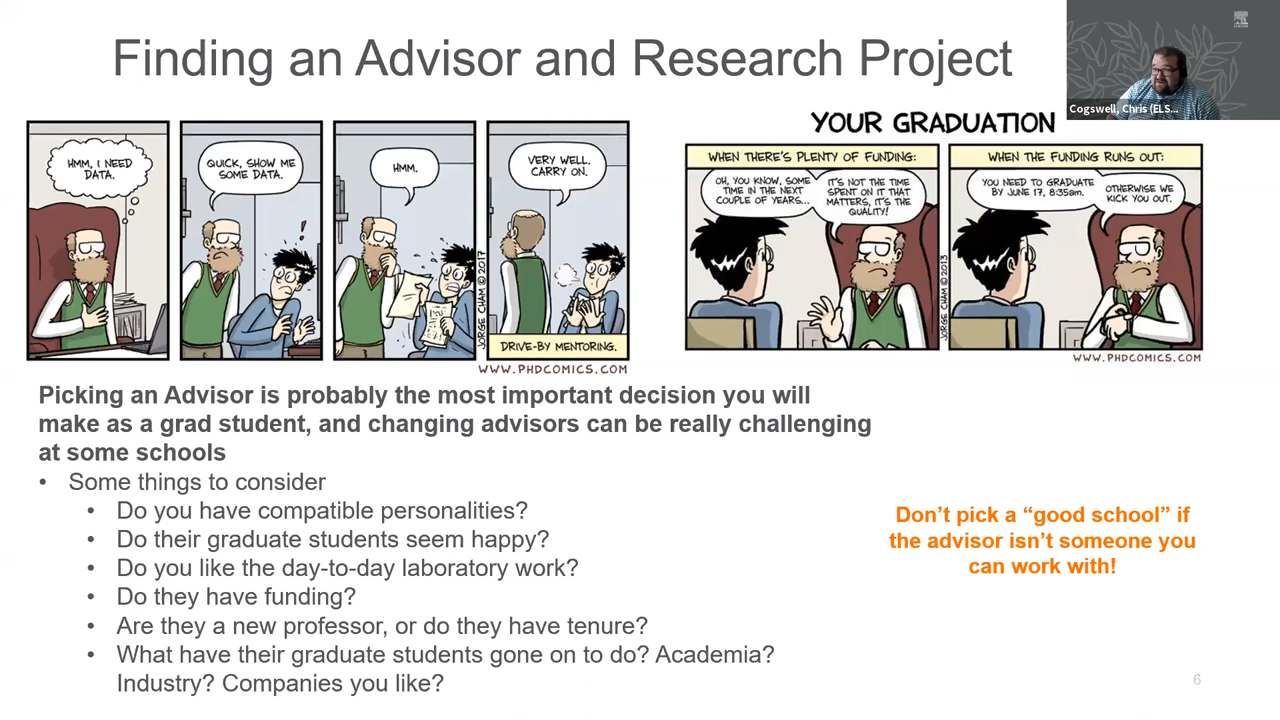 Finding an Advisor and Research Project
Cogswell, Chris (ELS...
HMM, I NEED
DATA.
QUICK, SHOW ME
SOME DATA.
!
HMM.
VERY WELL.
CARRY ON.
DRIVE-BY MENTORING.
JORGE CHAM © 2017
WWW.PHDCOMICS.COM
YOUR GRADUATION
WHEN THERE'S PLENTY OF FUNDING:
OH, YOU KNOW, SOME
TIME IN THE NEXT
COUPLE OF YEARS...
IT'S NOT THE TIME
SPENT ON IT THAT
MATTERS, IT'S THE
QUALITY!
WHEN THE FUNDING RUNS OUT:
YOU NEED TO GRADUATE
BY JUNE 17, 8:35am.
OTHERWISE WE
KICK YOU OUT.
JORGE CHAM © 2013
WWW.PHDCOMICS.COM
Picking an Advisor is probably the most important decision you will
make as a grad student, and changing advisors can be really challenging
at some schools
• Some things to consider
• Do you have compatible personalities?
• Do their graduate students seem happy?
• Do you like the day-to-day laboratory work?
• Do they have funding?
• Are they a new professor, or do they have tenure?
• What have their graduate students gone on to do? Academia?
Industry? Companies you like?
Don't pick a “good school” if
the advisor isn't someone you
can work with!
6